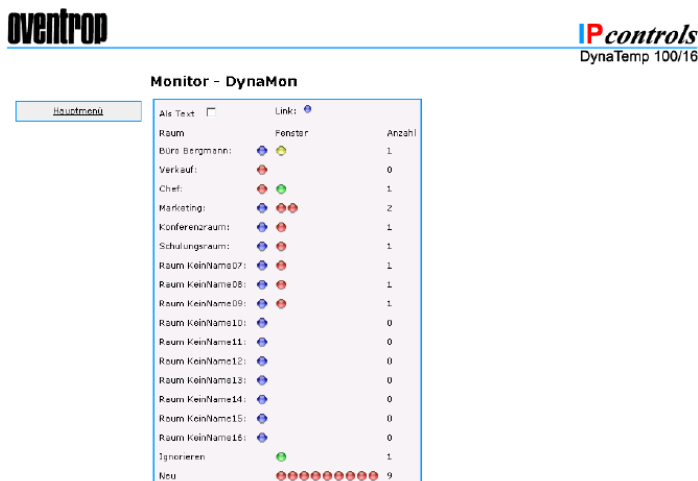 oventrop
IPcontrols
DynaTemp 100/16
Monitor - DynaMon
Hauptmenü
Als Text Link:
Raum Fenster Anzahl
Büro Bergmann: 1
Verkauf: 0
Chef: 1
Marketing: 2
Konferenzraum: 1
Schulungsraum: 1
Raum KeinName07: 1
Raum KeinName08: 1
Raum KeinName09: 1
Raum KeinName10: 0
Raum KeinName11: 0
Raum KeinName12: 0
Raum KeinName13: 0
Raum KeinName14: 0
Raum KeinName15: 0
Raum KeinName16: 0
Ignorieren 1
Neu 9